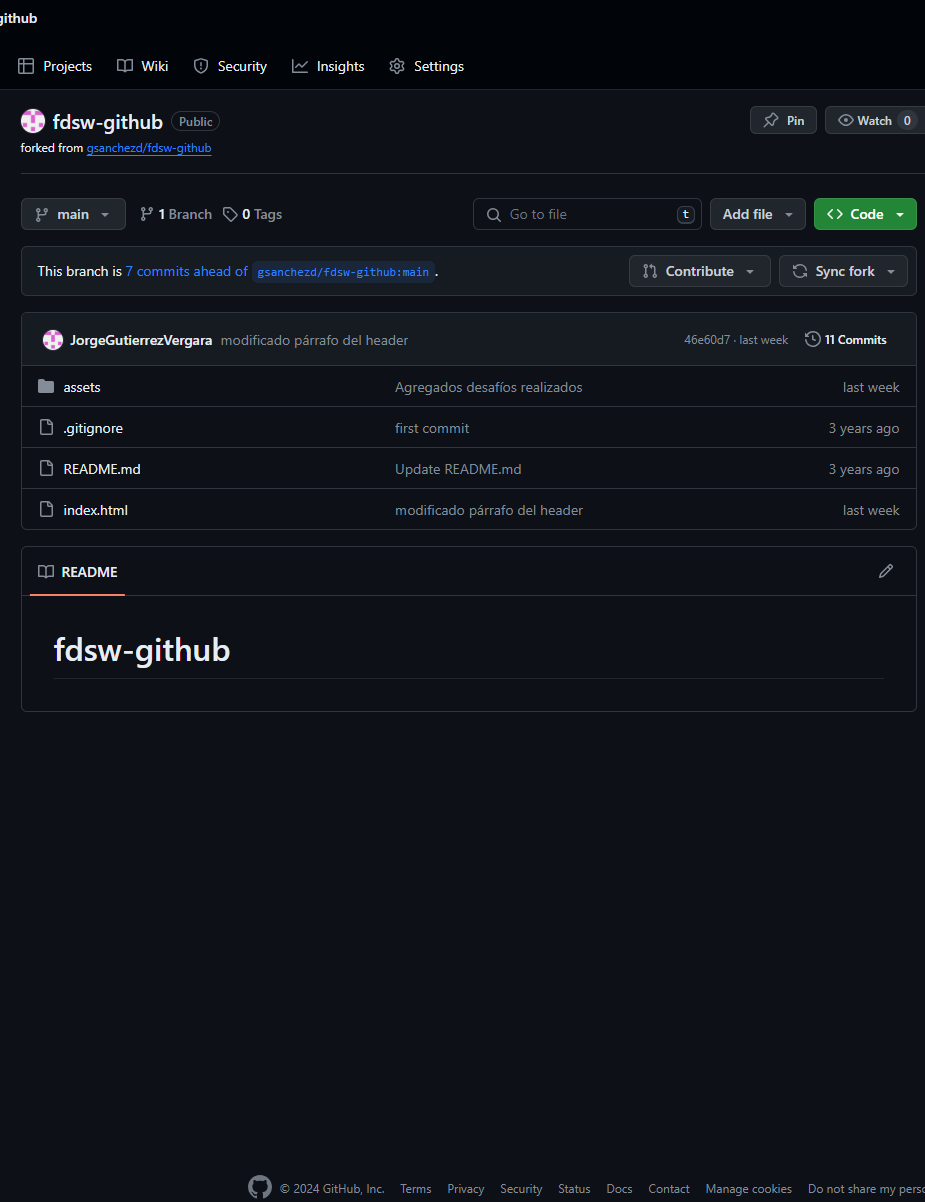 github
Projects Wiki Security Insights Settings
fdsw-github Public Pin Watch 0
forked from gsanchezd/fdsw-github
main 1 Branch 0 Tags Go to file t Add file Code
This branch is 7 commits ahead of gsanchezd/fdsw-github:main . Contribute Sync fork
JorgeGutierrezVergara modificado párrafo del header 46e60d7 · last week 11 Commits
assets Agregados desafíos realizados last week
.gitignore first commit 3 years ago
README.md Update README.md 3 years ago
index.html modificado párrafo del header last week
README
fdsw-github
© 2024 GitHub, Inc. Terms Privacy Security Status Docs Contact Manage cookies Do not share my perso